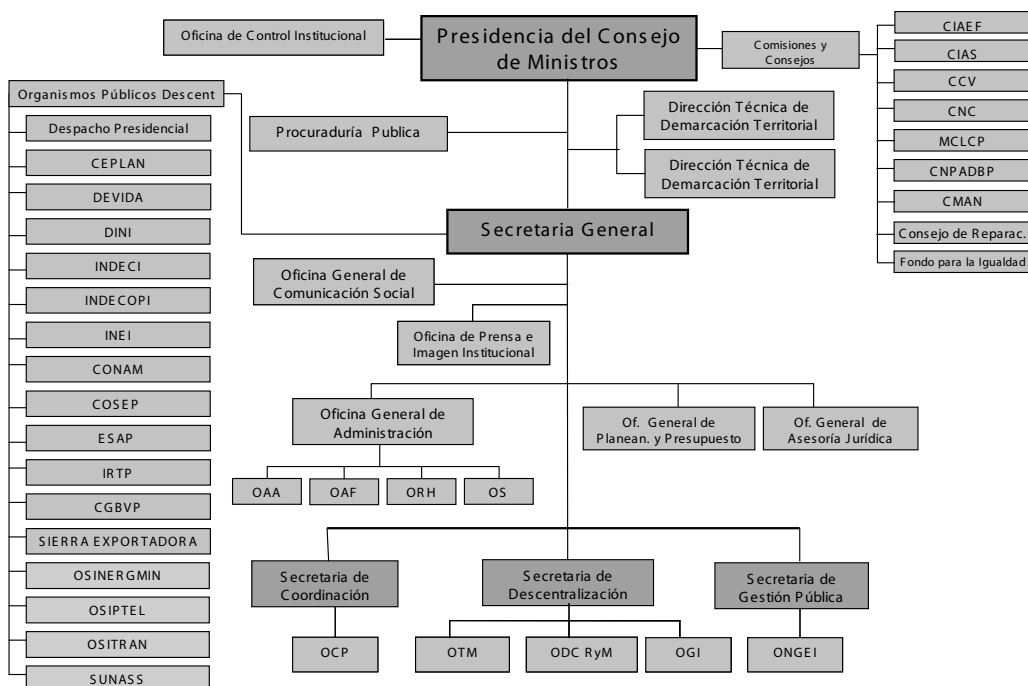 Oficina de Control Institucional
Presidencia del Consejo
de Ministros
Comisiones y
Consejos
CIAEF
CIAS
CCV
CNC
MCLCP
CNPADBP
CMAN
Consejo de Reparac.
Fondo para la Igualdad
Organismos Públicos Descent
Despacho Presidencial
CEPLAN
DEVIDA
DINI
INDECI
INDECOPI
INEI
CONAM
COSEP
ESAP
IRTP
CGBVP
SIERRA EXPORTADORA
OSINERGMIN
OSIPTEL
OSITRAN
SUNASS
Procuraduría Publica
Dirección Técnica de
Demarcación Territorial
Dirección Técnica de
Demarcación Territorial
Secretaria General
Oficina General de
Comunicación Social
Oficina de Prensa e
Imagen Institucional
Oficina General de
Administración
Of. General de
Planean. y Presupuesto
Of. General de
Asesoría Jurídica
OAA
OAF
ORH
OS
Secretaria de
Coordinación
Secretaria de
Descentralización
Secretaria de
Gestión Pública
OCP
OTM
ODC RyM
OGI
ONGEI